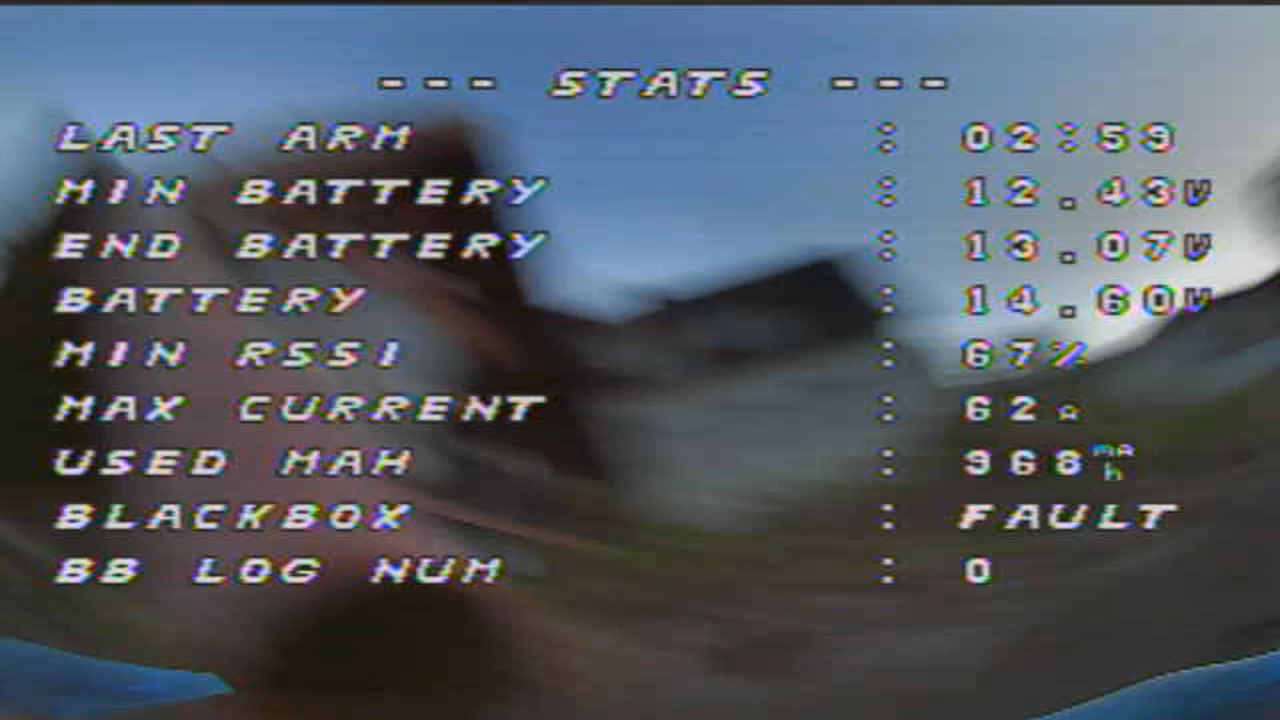 --- STATS ---
LAST ARM : 02:59
MIN BATTERY : 12.43V
END BATTERY : 13.07V
BATTERY : 14.60V
MIN RSSI : 67%
MAX CURRENT : 62A
USED MAH : 968mAh
BLACKBOX : FAULT
BB LOG NUM : 0